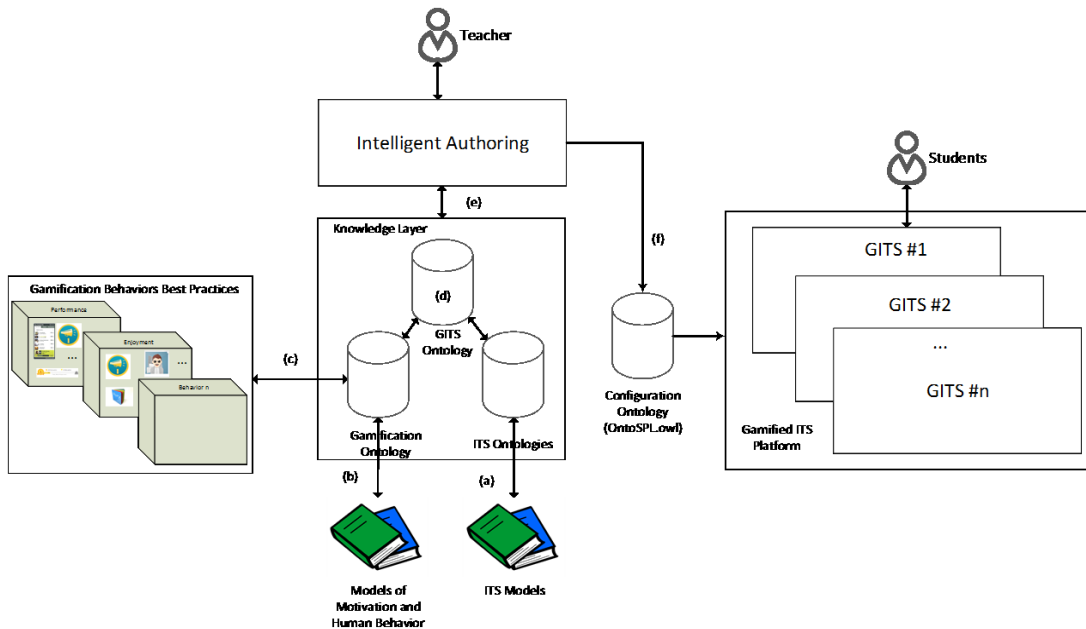 Teacher
Intelligent Authoring
Students
(e)
Knowledge Layer
(f)
GITS #1
GITS #2
...
GITS #n
Gamified ITS
Platform
Gamification Behaviors Best Practices
Performance
...
Enjoyment
...
Behavior n
(c)
(d)
GITS
Ontology
Gamification
Ontology
ITS Ontologies
Configuration
Ontology
(OntoSPL.owl)
(b)
(a)
Models of
Motivation and
Human Behavior
ITS Models